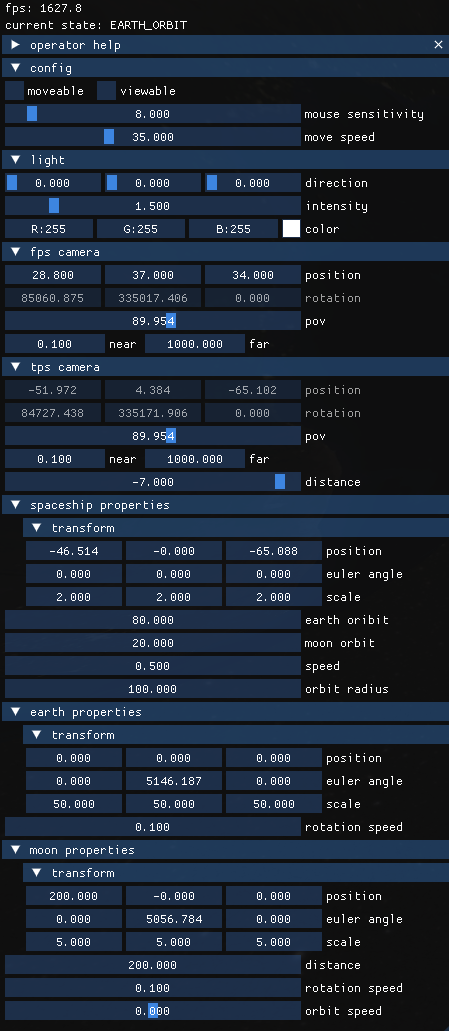 fps: 1627.8
current state: EARTH_ORBIT
operator help
config
moveable viewable
8.000 mouse sensitivity
35.000 move speed
light
0.000 0.000 0.000 direction
1.500 intensity
R:255 G:255 B:255 color
fps camera
28.800 37.000 34.000 position
85060.875 335017.406 0.000 rotation
89.954 pov
0.100 near 1000.000 far
tps camera
-51.972 4.384 -65.102 position
84727.438 335171.906 0.000 rotation
89.954 pov
0.100 near 1000.000 far
-7.000 distance
spaceship properties
transform
-46.514 -0.000 -65.088 position
0.000 0.000 0.000 euler angle
2.000 2.000 2.000 scale
80.000 earth oribit
20.000 moon orbit
0.500 speed
100.000 orbit radius
earth properties
transform
0.000 0.000 0.000 position
0.000 5146.187 0.000 euler angle
50.000 50.000 50.000 scale
0.100 rotation speed
moon properties
transform
200.000 -0.000 0.000 position
0.000 5056.784 0.000 euler angle
5.000 5.000 5.000 scale
200.000 distance
0.100 rotation speed
0.000 orbit speed